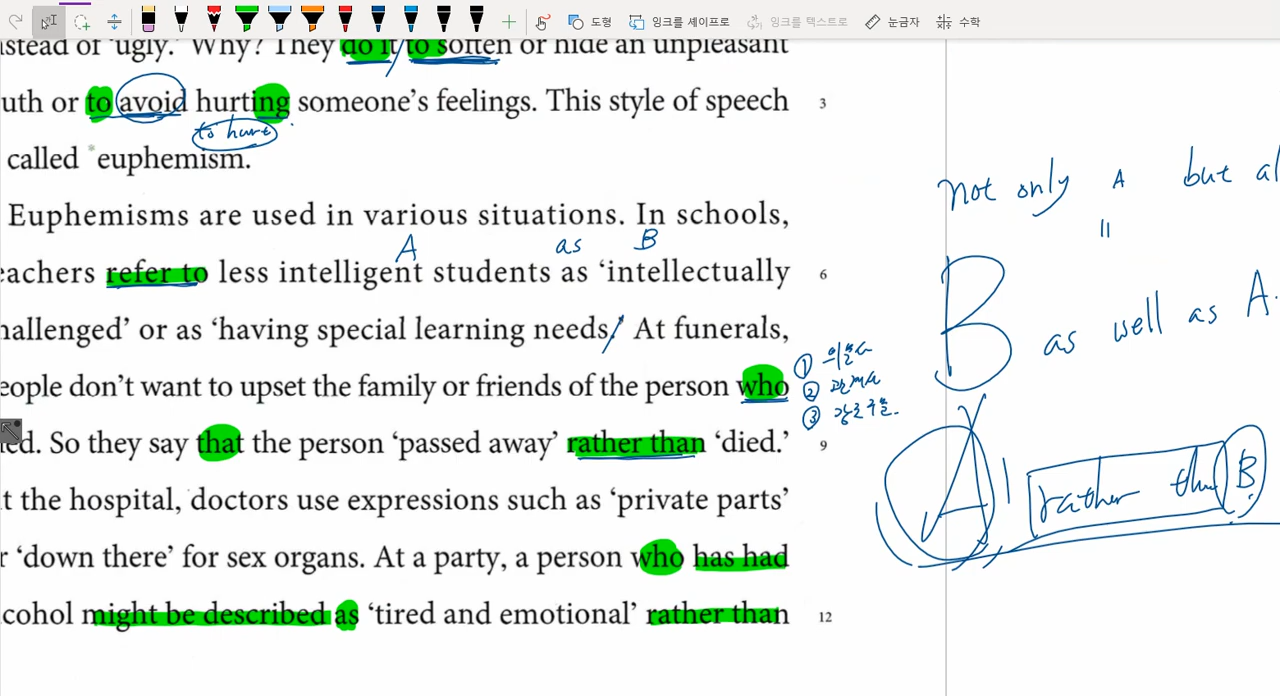 도형 잉크를 셰이프로 잉크를 텍스트로 눈금자 수학
stead of 'ugly.' Why? They do it to soften or hide an unpleasant
uth or to avoid hurting someone's feelings. This style of speech 3
to hurt
called *euphemism.
Euphemisms are used in various situations. In schools,
A as B
eachers refer to less intelligent students as 'intellectually 6
hallenged' or as 'having special learning needs.' At funerals,
eople don't want to upset the family or friends of the person who
ed. So they say that the person 'passed away' rather than 'died.' 9
t the hospital, doctors use expressions such as 'private parts'
r 'down there' for sex organs. At a party, a person who has had
cohol might be described as 'tired and emotional' rather than 12
① 의문사
② 관계사
③ 강조구문.
not only A but al
B as well as A.
A rather than B